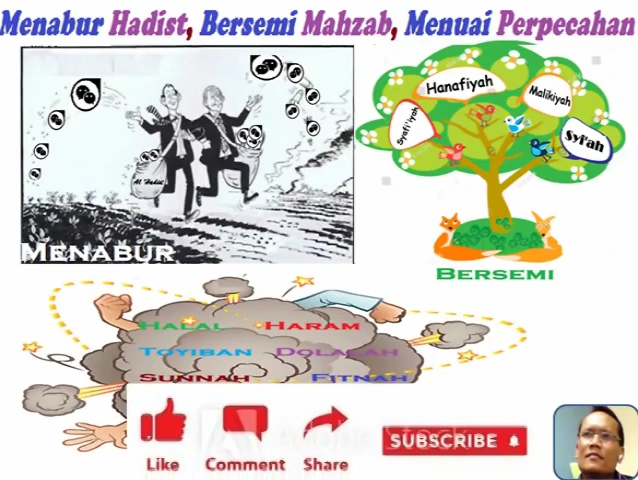 Menabur Hadist, Bersemi Mahzab, Menuai Perpecahan
Al Hadist
Menabur
Hanafiyah
Malikiyah
Syafi'iyah
Syi'ah
Bersemi
Halal Haram
Toyiban Dolalah
Sunnah Fitnah
Like Comment Share
SUBSCRIBE